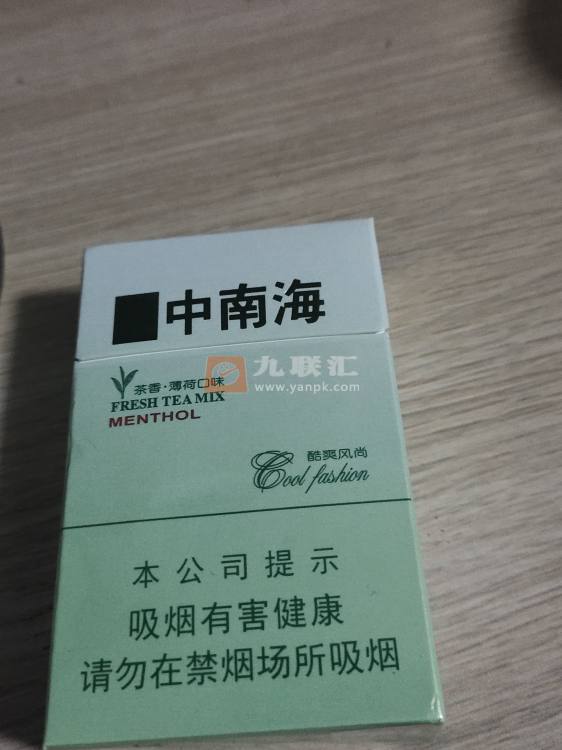 中南海
九联汇
www.yanpk.com
茶香·薄荷口味
FRESH TEA MIX
MENTHOL
酷爽风尚
Cool fashion
本公司提示
吸烟有害健康
请勿在禁烟场所吸烟